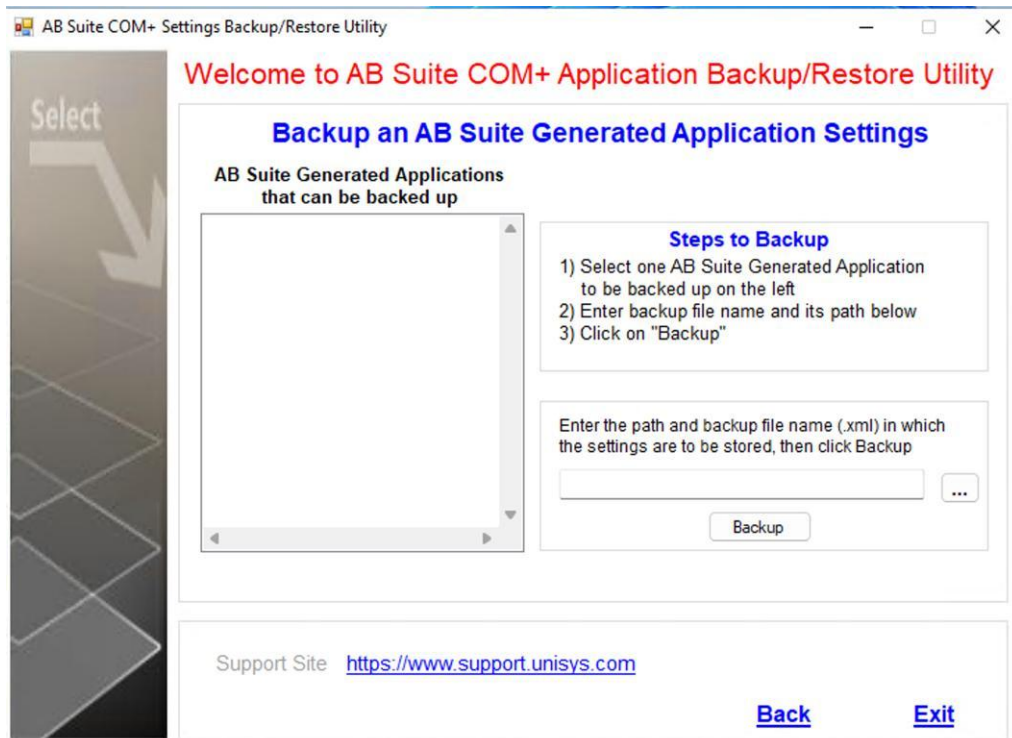 AB Suite COM+ Settings Backup/Restore Utility
Welcome to AB Suite COM+ Application Backup/Restore Utility
Select
Backup an AB Suite Generated Application Settings
AB Suite Generated Applications
that can be backed up
Steps to Backup
1) Select one AB Suite Generated Application
to be backed up on the left
2) Enter backup file name and its path below
3) Click on "Backup"
Enter the path and backup file name (.xml) in which
the settings are to be stored, then click Backup
...
Backup
Support Site https://www.support.unisys.com
Back Exit